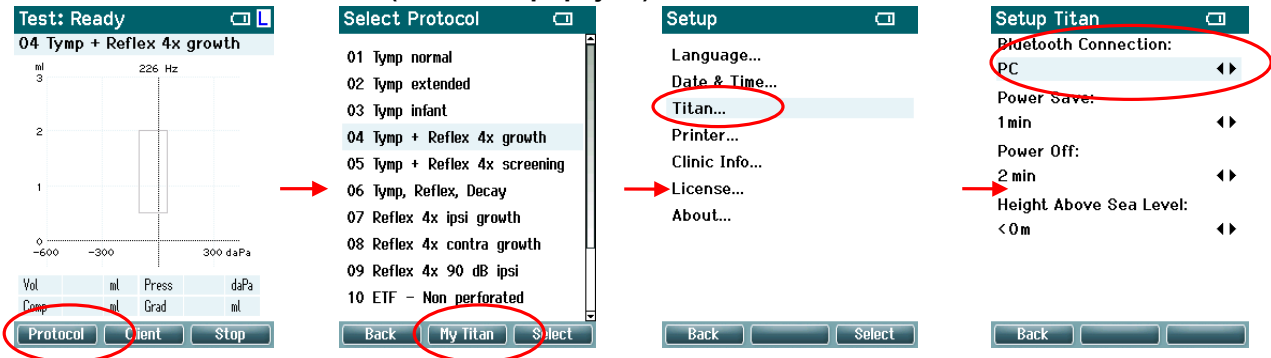 Test: Ready L
04 Tymp + Reflex 4x growth
ml
3
226 Hz
2
1
0
-600 -300 300 daPa
Vol ml Press daPa
Comp ml Grad ml
Protocol Client Stop
Select Protocol
01 Tymp normal
02 Tymp extended
03 Tymp infant
04 Tymp + Reflex 4x growth
05 Tymp + Reflex 4x screening
06 Tymp, Reflex, Decay
07 Reflex 4x ipsi growth
08 Reflex 4x contra growth
09 Reflex 4x 90 dB ipsi
10 ETF - Non perforated
Back My Titan Select
Setup
Language...
Date & Time...
Titan...
Printer...
Clinic Info...
License...
About...
Back Select
Setup Titan
Bluetooth Connection:
PC
Power Save:
1min
Power Off:
2 min
Height Above Sea Level:
<0m
Back